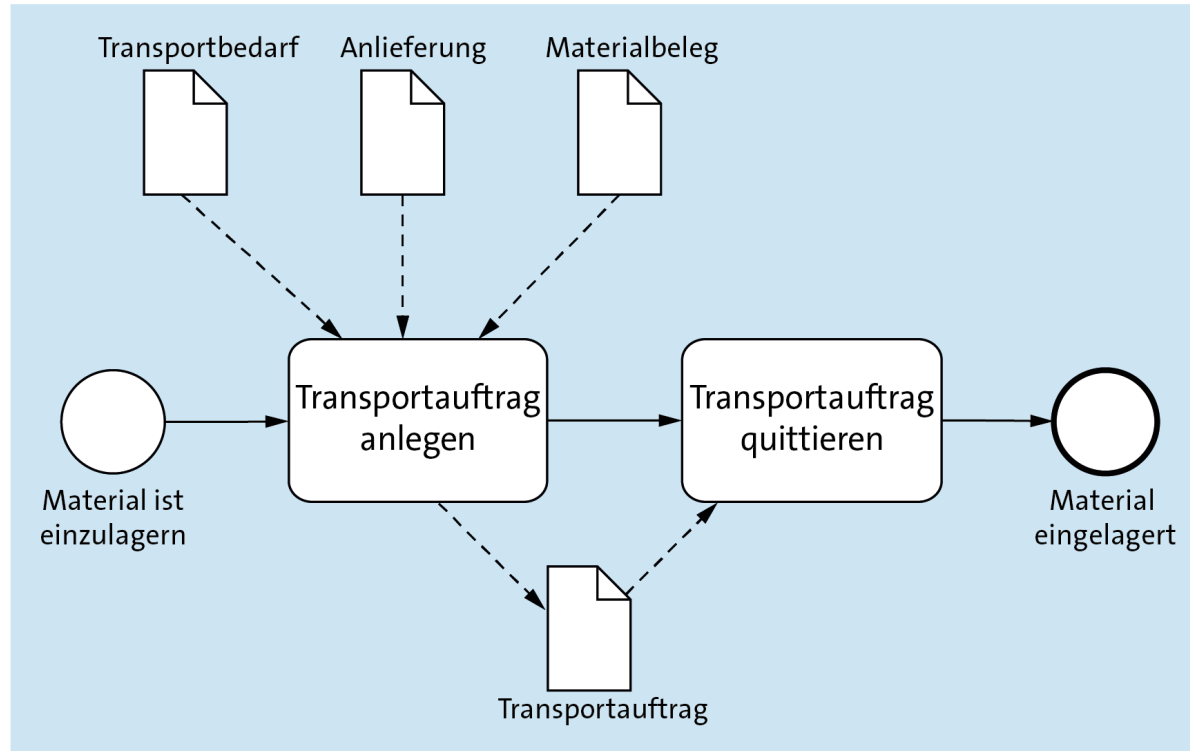 Transportbedarf
Anlieferung
Materialbeleg
Transportauftrag
anlegen
Transportauftrag
quittieren
Material ist
einzulagern
Material
eingelagert
Transportauftrag